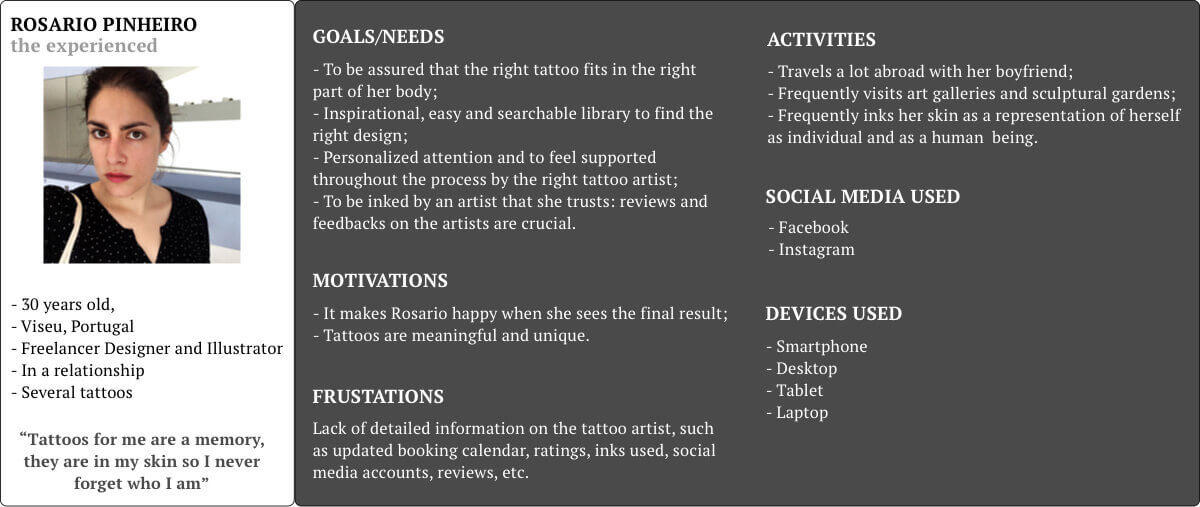 ROSARIO PINHEIRO
the experienced
- 30 years old,
- Viseu, Portugal
- Freelancer Designer and Illustrator
- In a relationship
- Several tattoos
“Tattoos for me are a memory,
they are in my skin so I never
forget who I am”
GOALS/NEEDS
- To be assured that the right tattoo fits in the right
part of her body;
- Inspirational, easy and searchable library to find the
right design;
- Personalized attention and to feel supported
throughout the process by the right tattoo artist;
- To be inked by an artist that she trusts: reviews and
feedbacks on the artists are crucial.
MOTIVATIONS
- It makes Rosario happy when she sees the final result;
- Tattoos are meaningful and unique.
FRUSTATIONS
Lack of detailed information on the tattoo artist, such
as updated booking calendar, ratings, inks used, social
media accounts, reviews, etc.
ACTIVITIES
- Travels a lot abroad with her boyfriend;
- Frequently visits art galleries and sculptural gardens;
- Frequently inks her skin as a representation of herself
as individual and as a human  being.
SOCIAL MEDIA USED
- Facebook
- Instagram
DEVICES USED
- Smartphone
- Desktop
- Tablet
- Laptop